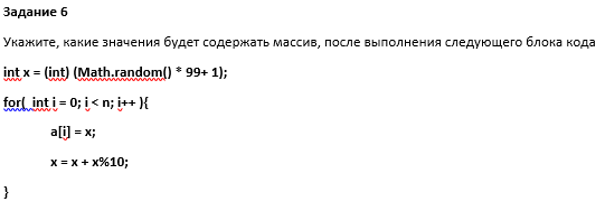 Задание 6
Укажите, какие значения будет содержать массив, после выполнения следующего блока кода
int x = (int) (Math.random() * 99+ 1);
for(  int i = 0; i < n; i++ ){
a[i] = x;
x = x + x%10;
}